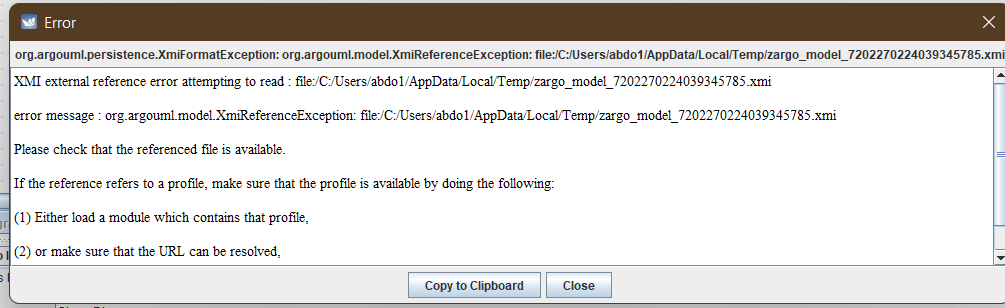 Error
org.argouml.persistence.XmiFormatException: org.argouml.model.XmiReferenceException: file:/C:/Users/abdo1/AppData/Local/Temp/zargo_model_7202270224039345785.xmi
XMI external reference error attempting to read : file:/C:/Users/abdo1/AppData/Local/Temp/zargo_model_7202270224039345785.xmi
error message : org.argouml.model.XmiReferenceException: file:/C:/Users/abdo1/AppData/Local/Temp/zargo_model_7202270224039345785.xmi
Please check that the referenced file is available.
If the reference refers to a profile, make sure that the profile is available by doing the following:
(1) Either load a module which contains that profile,
(2) or make sure that the URL can be resolved,
Copy to Clipboard
Close